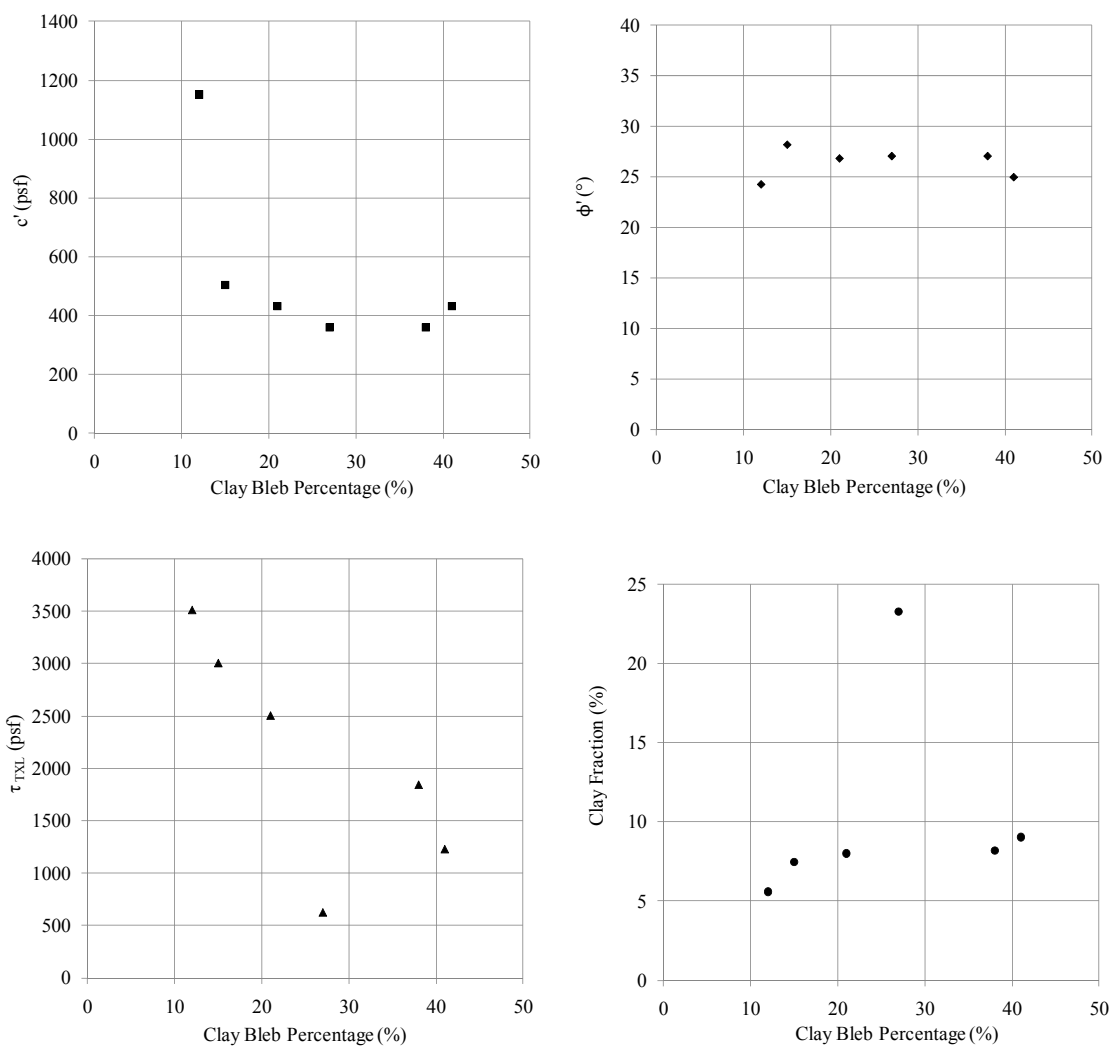 1400
1200
1000
800
600
400
200
0
c' (psf)
0 10 20 30 40 50
Clay Bleb Percentage (%)
40
35
30
25
20
15
10
5
0
ϕ' (°)
0 10 20 30 40 50
Clay Bleb Percentage (%)
4000
3500
3000
2500
2000
1500
1000
500
0
τTXL (psf)
0 10 20 30 40 50
Clay Bleb Percentage (%)
25
20
15
10
5
0
Clay Fraction (%)
0 10 20 30 40 50
Clay Bleb Percentage (%)